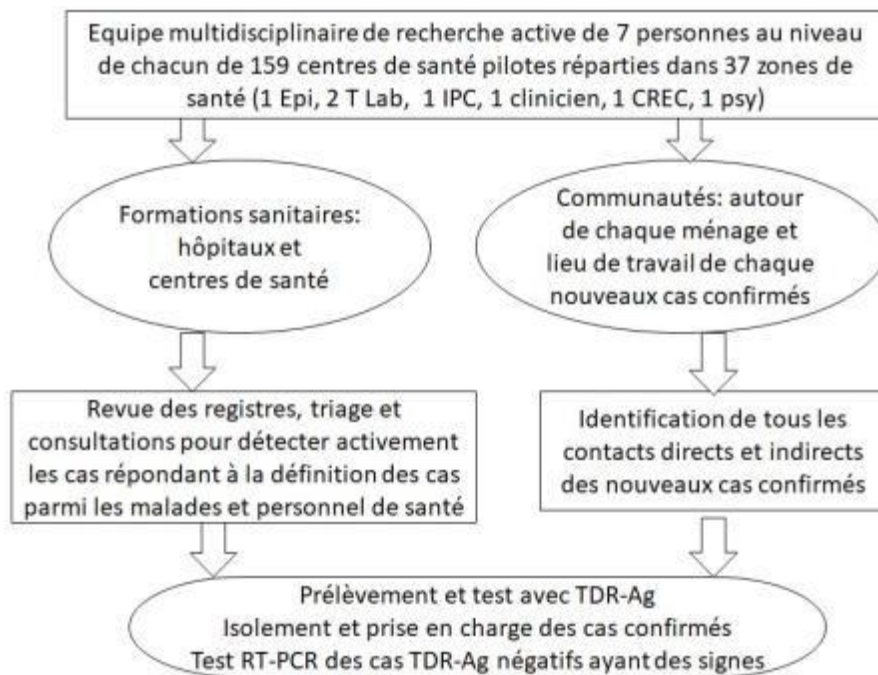 Equipe multidisciplinaire de recherche active de 7 personnes au niveau
de chacun de 159 centres de santé pilotes réparties dans 37 zones de
santé (1 Epi, 2 T Lab, 1 IPC, 1 clinicien, 1 CREC, 1 psy)
Formations sanitaires:
hôpitaux et
centres de santé
Communautés: autour
de chaque ménage et
lieu de travail de chaque
nouveaux cas confirmés
Revue des registres, triage et
consultations pour détecter activement
les cas répondant à la définition des cas
parmi les malades et personnel de santé
Identification de tous les
contacts directs et indirects
des nouveaux cas confirmés
Prélèvement et test avec TDR-Ag
Isolement et prise en charge des cas confirmés
Test RT-PCR des cas TDR-Ag négatifs ayant des signes